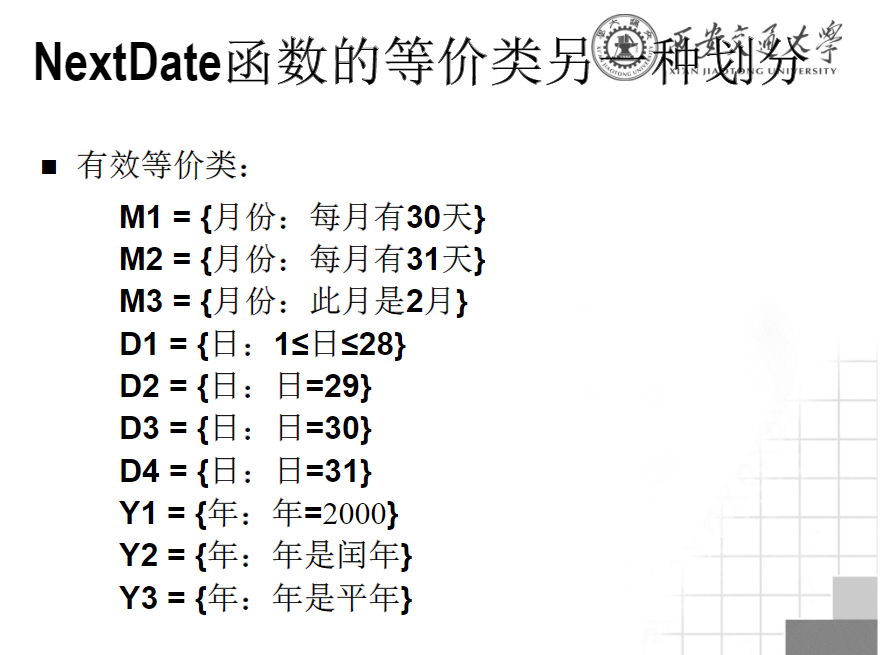 NextDate函数的等价类另一种划分
西安交通大学
XI'AN JIAOTONG UNIVERSITY
■ 有效等价类：
M1 = {月份：每月有30天}
M2 = {月份：每月有31天}
M3 = {月份：此月是2月}
D1 = {日：1≤日≤28}
D2 = {日：日=29}
D3 = {日：日=30}
D4 = {日：日=31}
Y1 = {年：年=2000}
Y2 = {年：年是闰年}
Y3 = {年：年是平年}